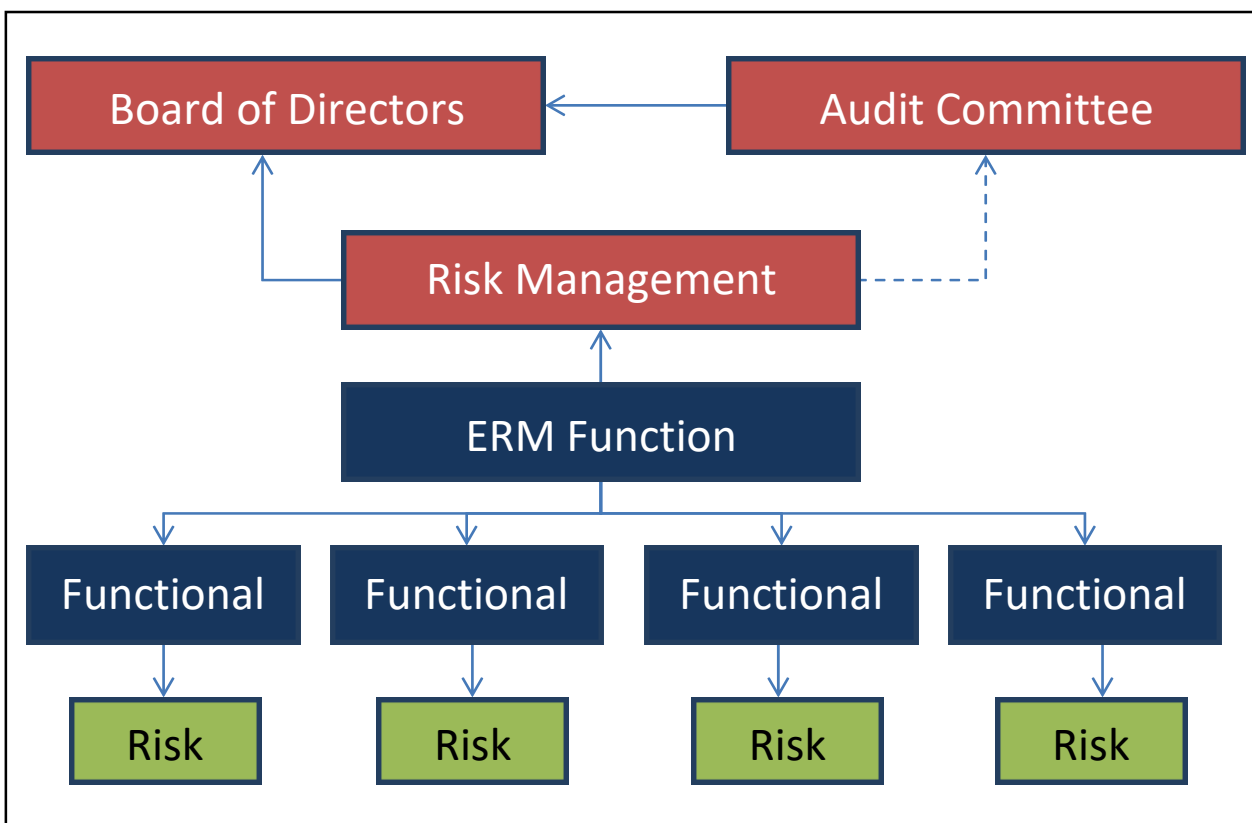 Board of Directors
Audit Committee
Risk Management
ERM Function
Functional
Functional
Functional
Functional
Risk
Risk
Risk
Risk